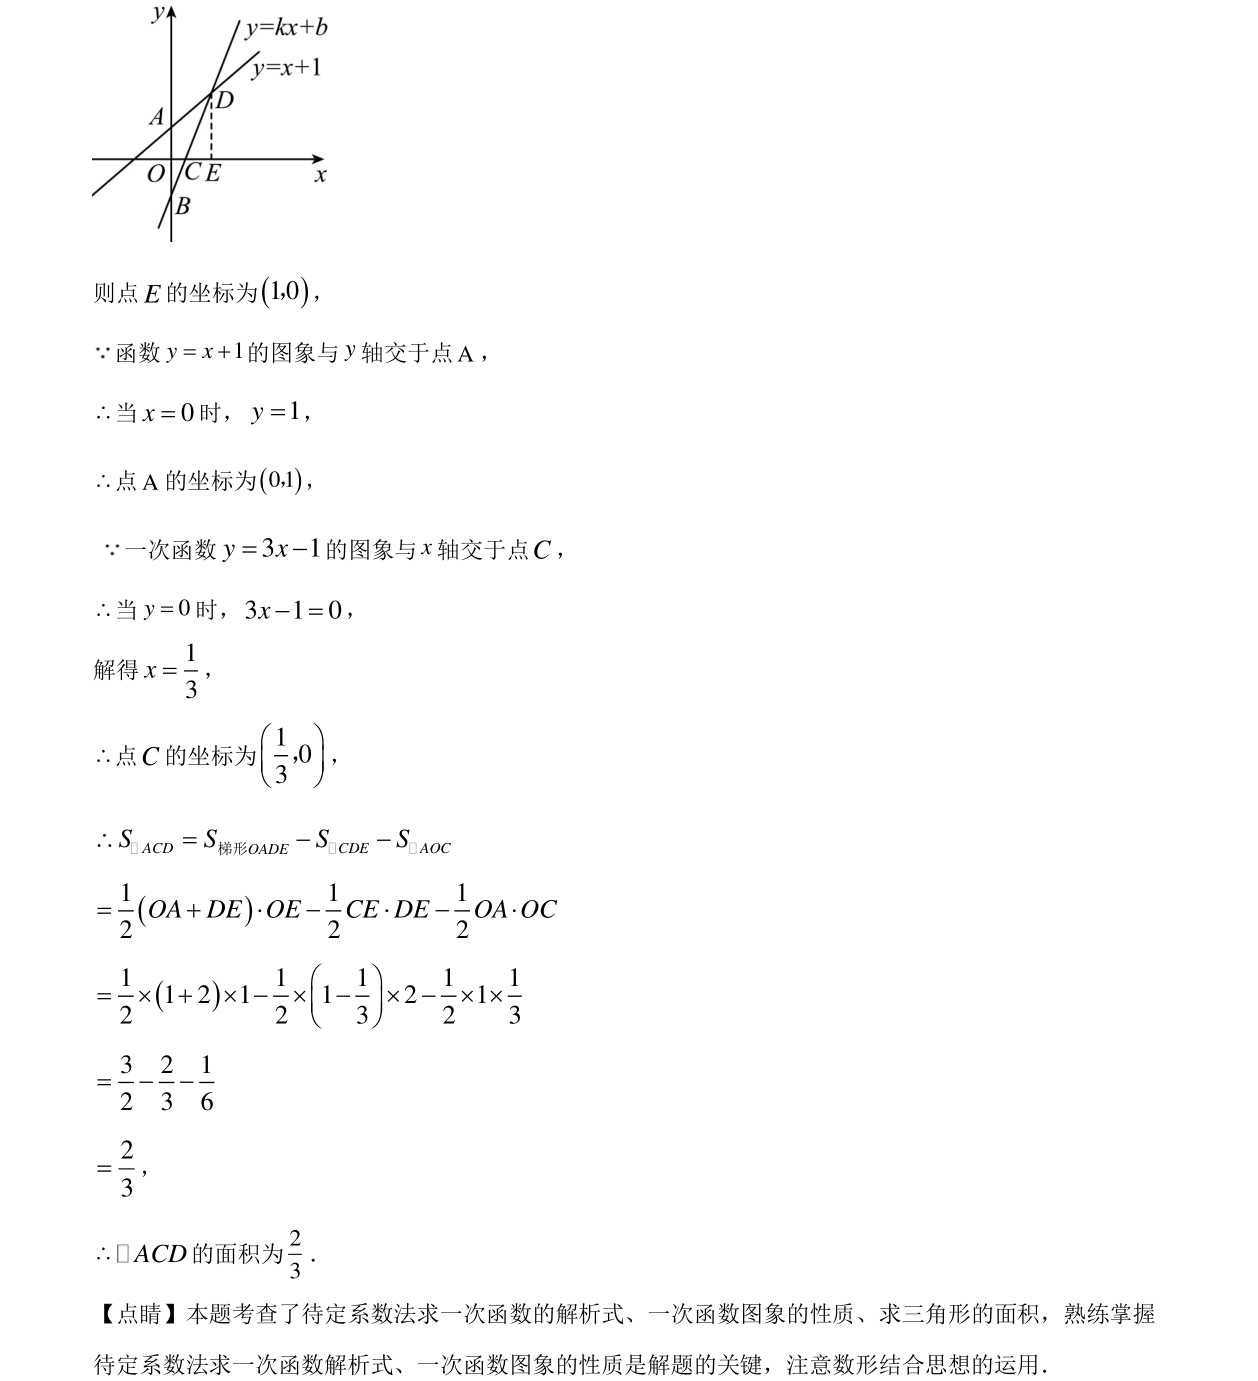 y
y=kx+b
y=x+1
D
A
O
C
E
x
B
则点E的坐标为(1,0),
∵函数y=x+1的图象与y轴交于点A,
∴当x=0时,y=1,
∴点A的坐标为(0,1),
∵一次函数y=3x−1的图象与x轴交于点C,
∴当y=0时,3x−1=0,
解得x=1/3,
∴点C的坐标为(1/3,0),
∴S□ACD=S梯形OADE−S□CDE−S□AOC
=1/2(OA+DE)·OE−1/2CE·DE−1/2OA·OC
=1/2×(1+2)×1−1/2×(1−1/3)×2−1/2×1×1/3
=3/2−2/3−1/6
=2/3,
∴□ACD的面积为2/3.
【点睛】本题考查了待定系数法求一次函数的解析式、一次函数图象的性质、求三角形的面积,熟练掌握
待定系数法求一次函数解析式、一次函数图象的性质是解题的关键,注意数形结合思想的运用.